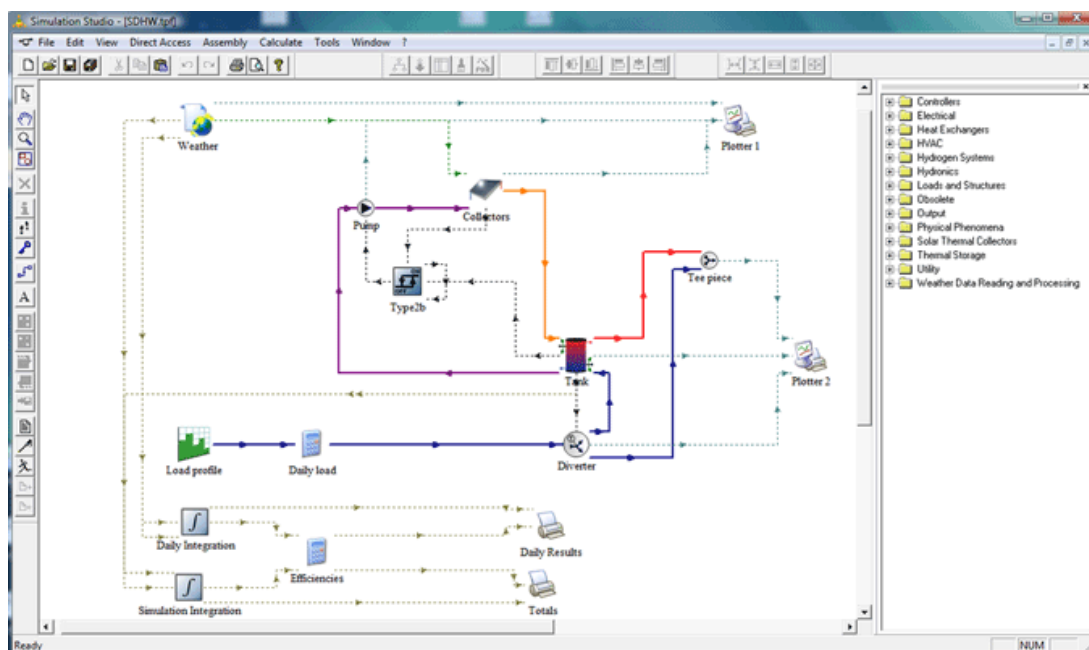 Simulation Studio - [SDHW.tpf]
File Edit View Direct Access Assembly Calculate Tools Window ?
Weather
Plotter 1
Pump
Collectors
Type2b
Tee piece
Tank
Plotter 2
Load profile
Daily load
Diverter
Daily Integration
Efficiencies
Daily Results
Simulation Integration
Totals
Controllers
Electrical
Heat Exchangers
HVAC
Hydrogen Systems
Hydronics
Loads and Structures
Obsolete
Output
Physical Phenomena
Solar Thermal Collectors
Thermal Storage
Utility
Weather Data Reading and Processing
Ready
NUM